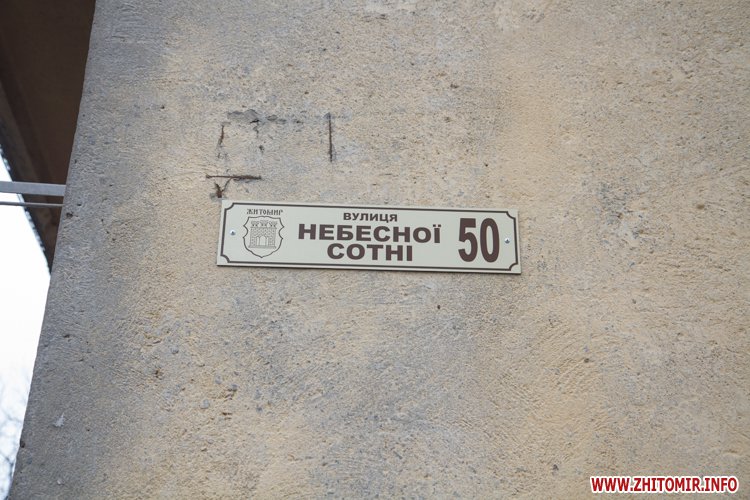 ЖИТОМИР
ВУЛИЦЯ
НЕБЕСНОЇ
СОТНІ
50
WWW.ZHITOMIR.INFO